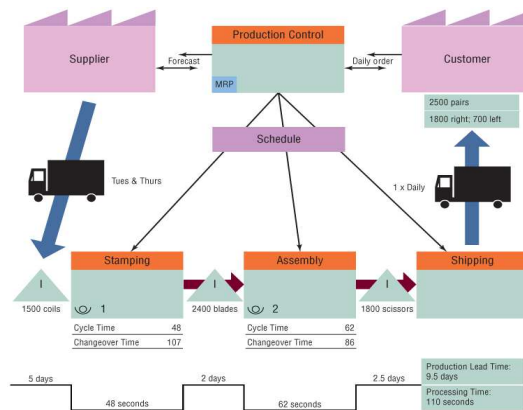 Supplier
Forecast
Production Control
MRP
Daily order
Customer
2500 pairs
1800 right; 700 left
Schedule
Tues & Thurs
1 x Daily
I
1500 coils
Stamping
1
Cycle Time 48
Changeover Time 107
I
2400 blades
Assembly
2
Cycle Time 62
Changeover Time 86
I
1800 scissors
Shipping
5 days
48 seconds
2 days
62 seconds
2.5 days
Production Lead Time:
9.5 days
Processing Time:
110 seconds